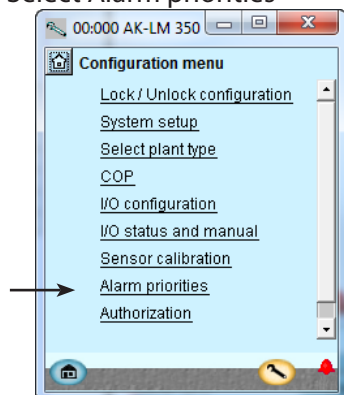 Select Alarm priorities
00:000 AK-LM 350
Configuration menu
Lock / Unlock configuration
System setup
Select plant type
COP
I/O configuration
I/O status and manual
Sensor calibration
Alarm priorities
Authorization